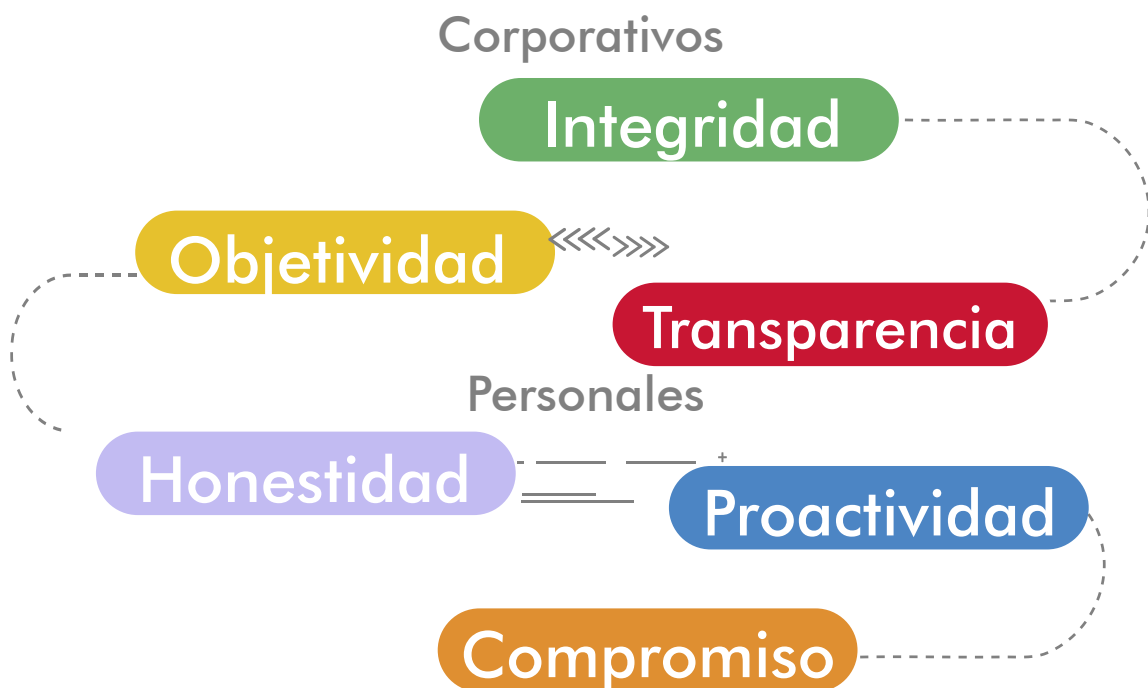 Corporativos
Integridad
Objetividad
Transparencia
Personales
Honestidad
Proactividad
Compromiso